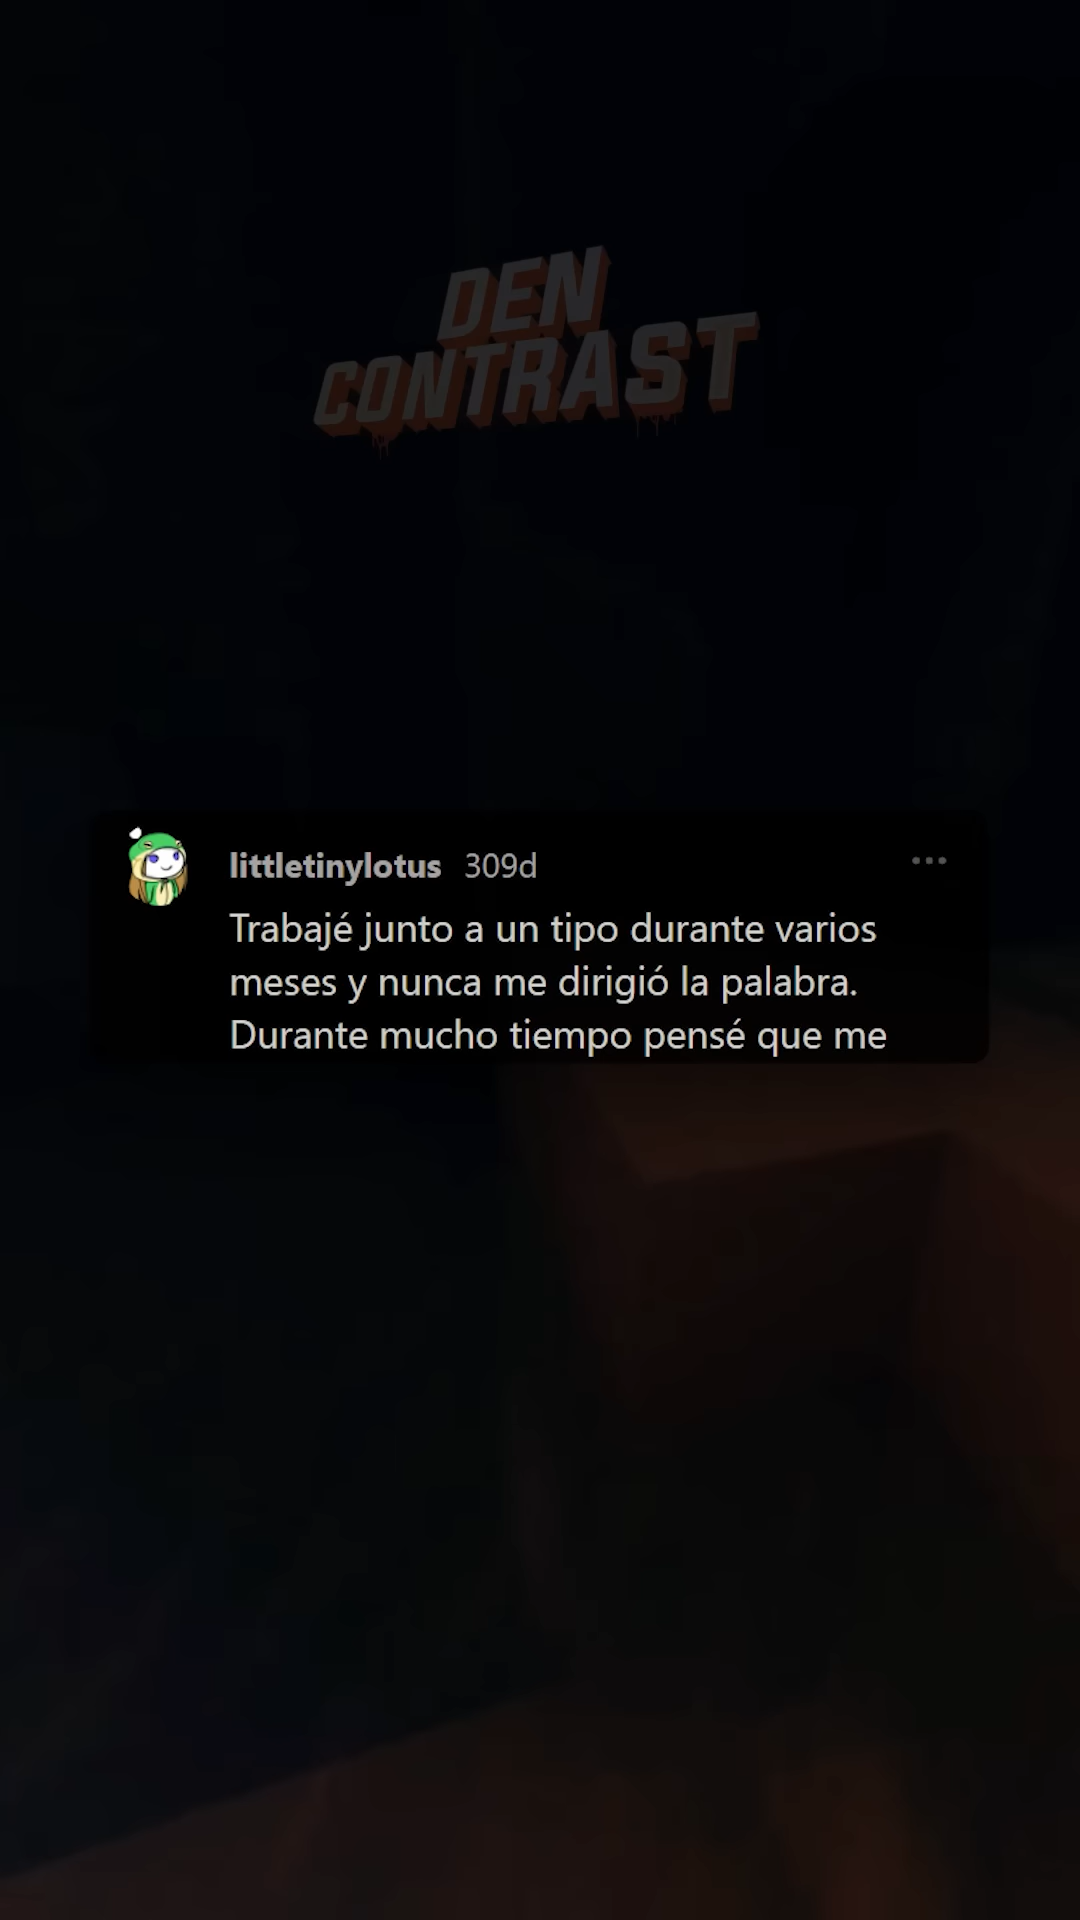 DEN
CONTRAST
littletinylotus 309d
Trabajé junto a un tipo durante varios
meses y nunca me dirigió la palabra.
Durante mucho tiempo pensé que me